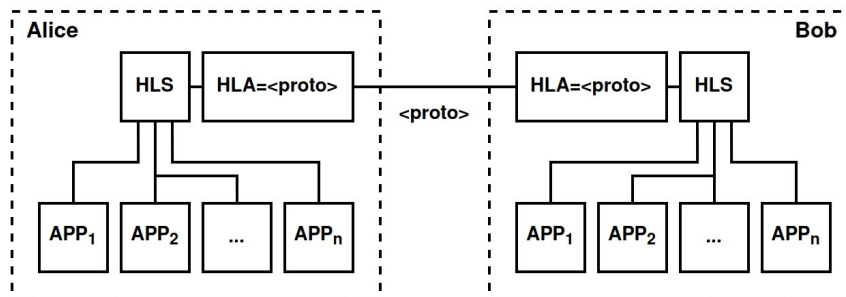 Alice Bob
HLS HLA=<proto> HLA=<proto> HLS
<proto>
APP₁ APP₂ ... APPₙ APP₁ APP₂ ... APPₙ